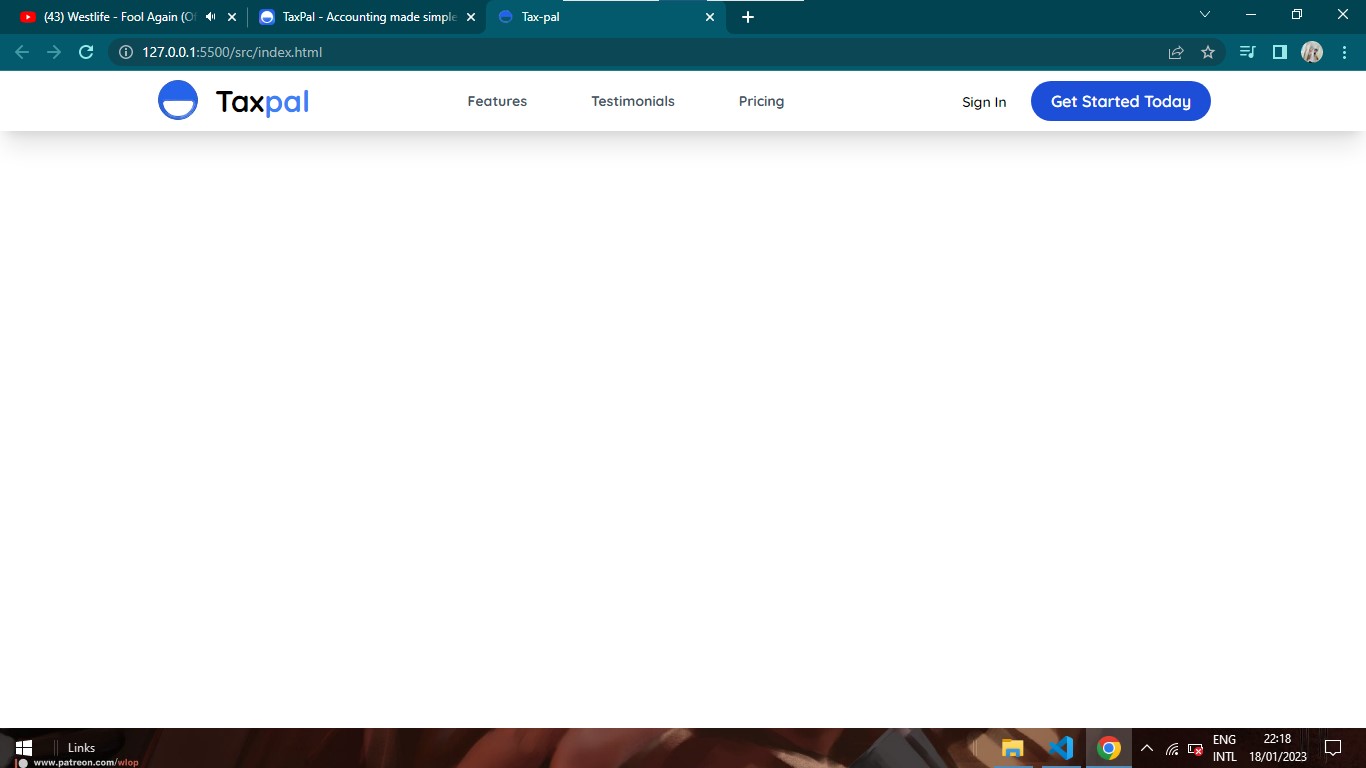 (43) Westlife - Fool Again (Of
TaxPal - Accounting made simple
Tax-pal
127.0.0.1:5500/src/index.html
Taxpal
Features
Testimonials
Pricing
Sign In
Get Started Today
Links
www.patreon.com/wlop
ENG
INTL
22:18
18/01/2023